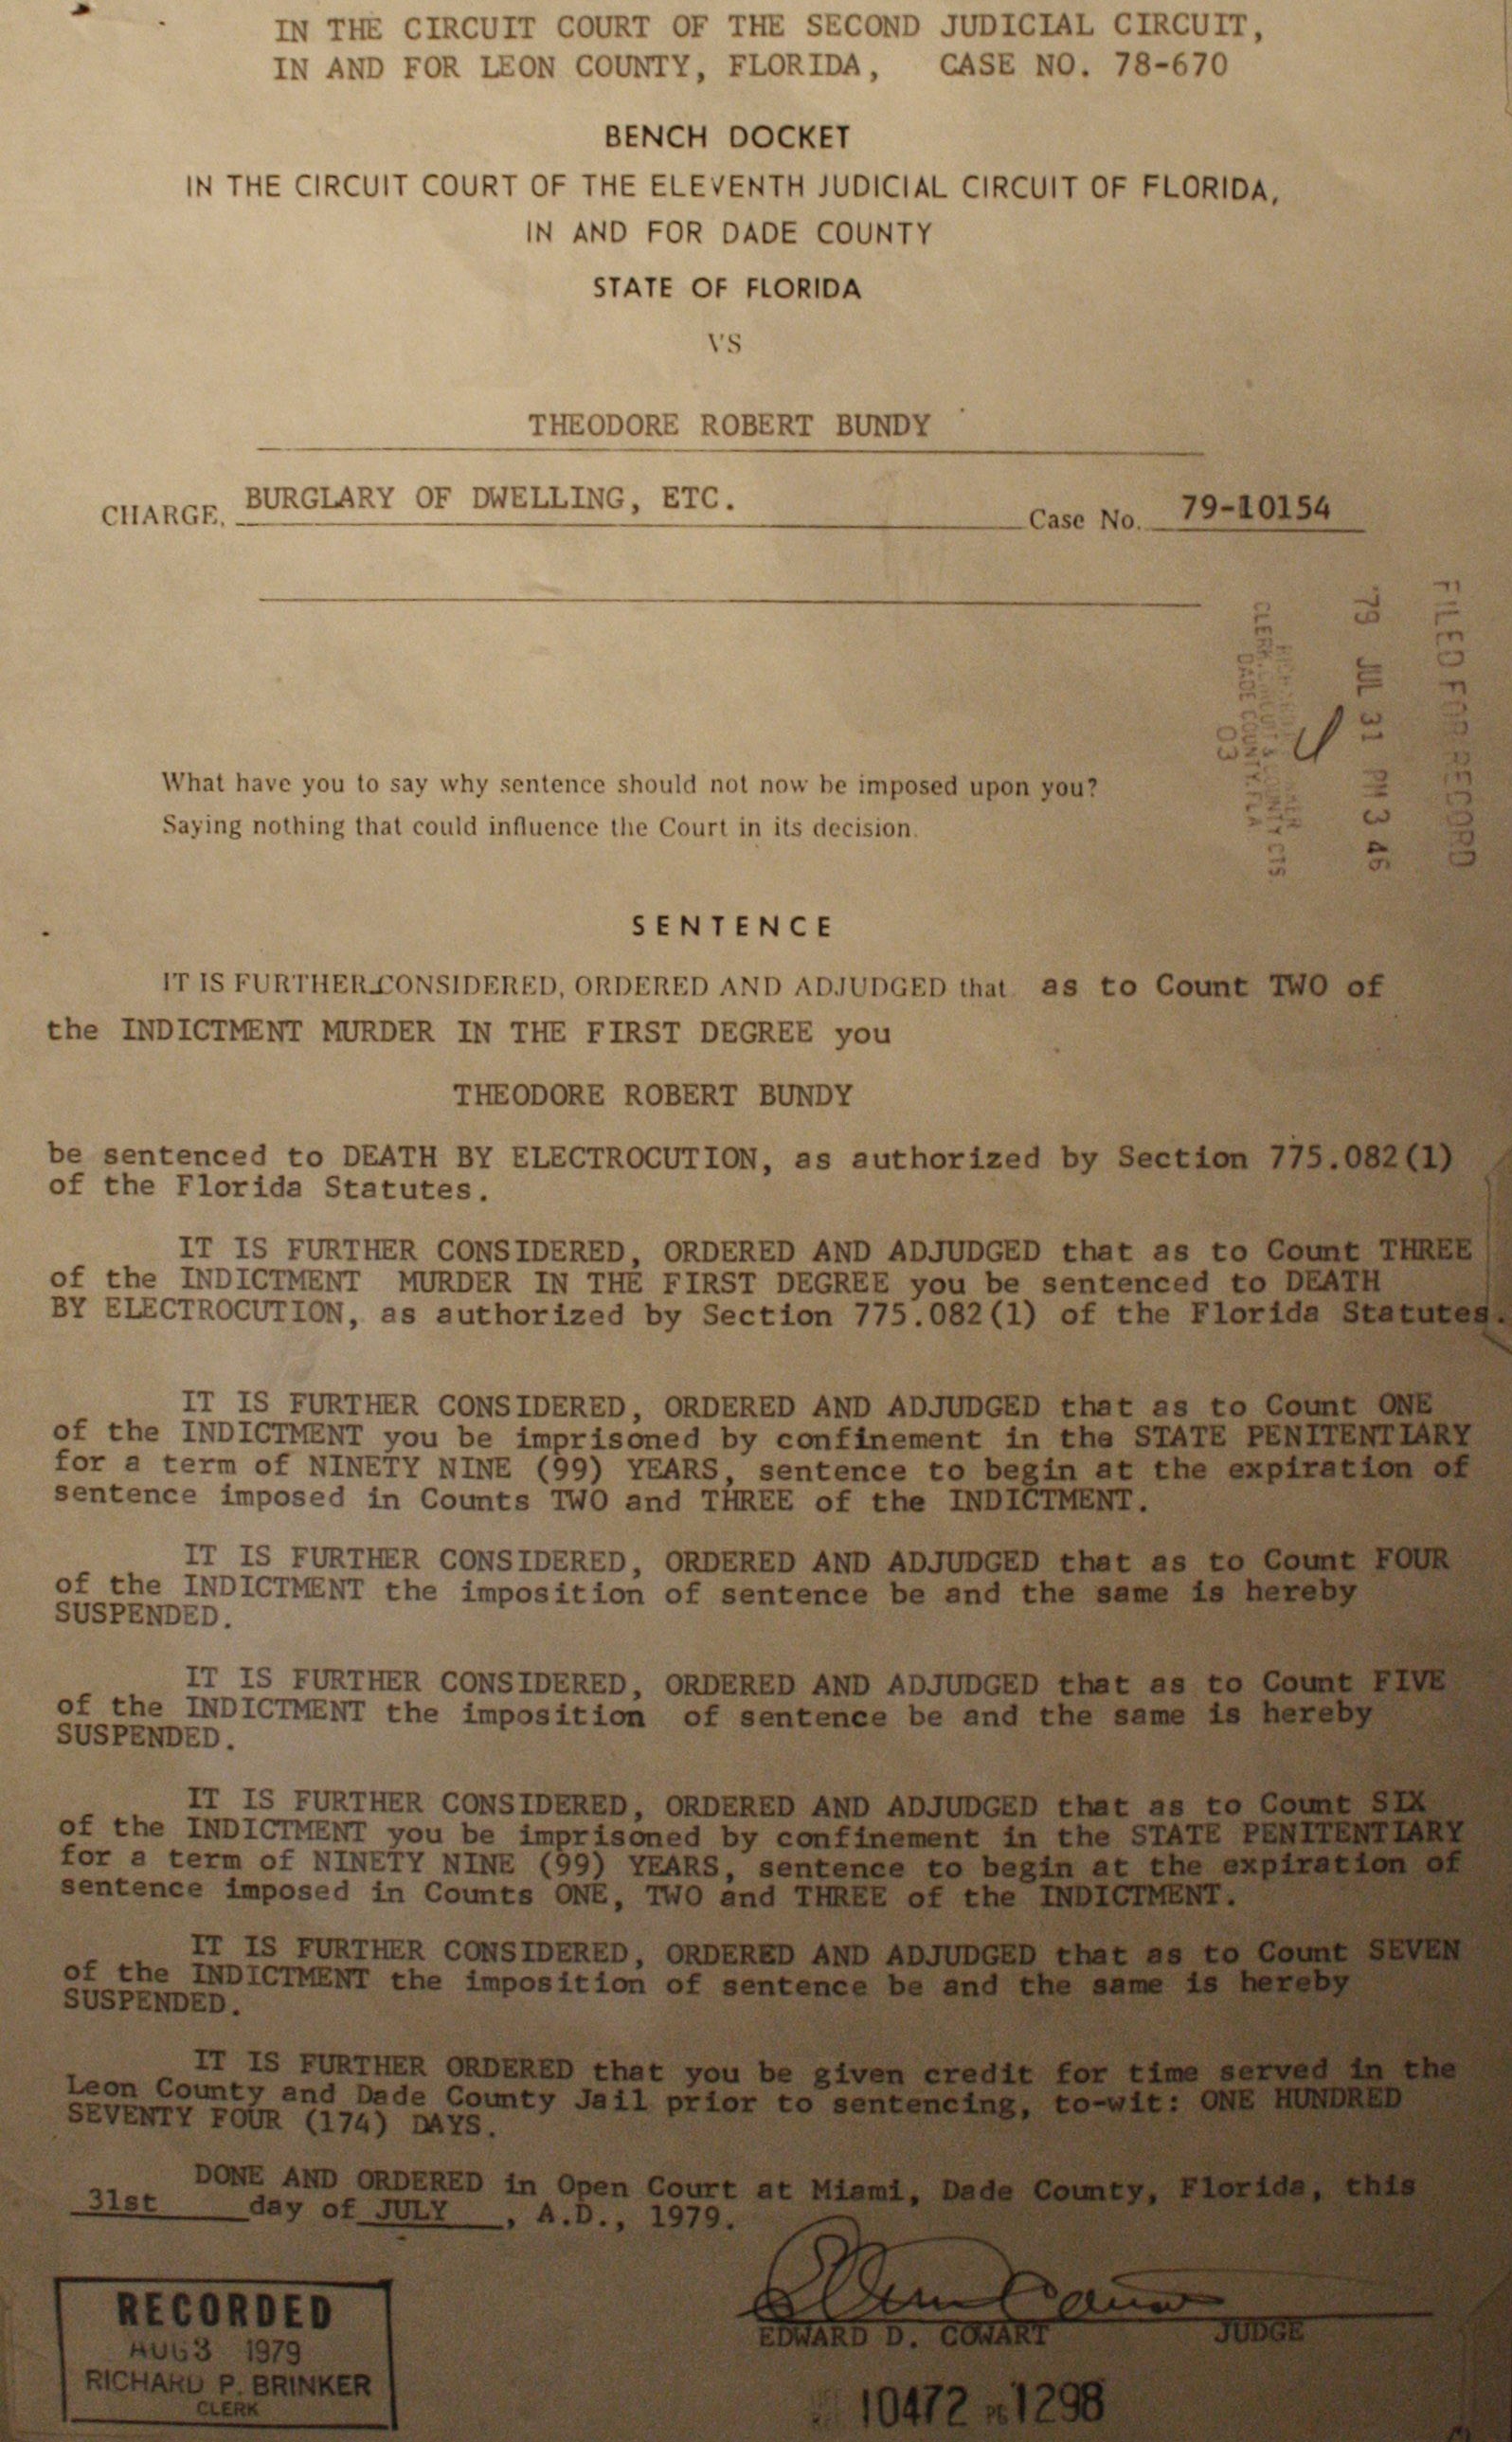 IN THE CIRCUIT COURT OF THE SECOND JUDICIAL CIRCUIT,
IN AND FOR LEON COUNTY, FLORIDA, CASE NO. 78-670
BENCH DOCKET
IN THE CIRCUIT COURT OF THE ELEVENTH JUDICIAL CIRCUIT OF FLORIDA,
IN AND FOR DADE COUNTY
STATE OF FLORIDA
VS
THEODORE ROBERT BUNDY
CHARGE, BURGLARY OF DWELLING, ETC. Case No. 79-10154
FILED FOR RECORD
79 JUL 31 PM 3 46
What have you to say why sentence should not now be imposed upon you?
Saying nothing that could influence the Court in its decision.
SENTENCE
IT IS FURTHER CONSIDERED, ORDERED AND ADJUDGED that as to Count TWO of
the INDICTMENT MURDER IN THE FIRST DEGREE you
THEODORE ROBERT BUNDY
be sentenced to DEATH BY ELECTROCUTION, as authorized by Section 775.082(1)
of the Florida Statutes.
IT IS FURTHER CONSIDERED, ORDERED AND ADJUDGED that as to Count THREE
of the INDICTMENT MURDER IN THE FIRST DEGREE you be sentenced to DEATH
BY ELECTROCUTION, as authorized by Section 775.082(1) of the Florida Statutes.
IT IS FURTHER CONSIDERED, ORDERED AND ADJUDGED that as to Count ONE
of the INDICTMENT you be imprisoned by confinement in the STATE PENITENTIARY
for a term of NINETY NINE (99) YEARS, sentence to begin at the expiration of
sentence imposed in Counts TWO and THREE of the INDICTMENT.
IT IS FURTHER CONSIDERED, ORDERED AND ADJUDGED that as to Count FOUR
of the INDICTMENT the imposition of sentence be and the same is hereby
SUSPENDED.
IT IS FURTHER CONSIDERED, ORDERED AND ADJUDGED that as to Count FIVE
of the INDICTMENT the imposition of sentence be and the same is hereby
SUSPENDED.
IT IS FURTHER CONSIDERED, ORDERED AND ADJUDGED that as to Count SIX
of the INDICTMENT you be imprisoned by confinement in the STATE PENITENTIARY
for a term of NINETY NINE (99) YEARS, sentence to begin at the expiration of
sentence imposed in Counts ONE, TWO and THREE of the INDICTMENT.
IT IS FURTHER CONSIDERED, ORDERED AND ADJUDGED that as to Count SEVEN
of the INDICTMENT the imposition of sentence be and the same is hereby
SUSPENDED.
IT IS FURTHER ORDERED that you be given credit for time served in the
Leon County and Dade County Jail prior to sentencing, to-wit: ONE HUNDRED
SEVENTY FOUR (174) DAYS.
DONE AND ORDERED in Open Court at Miami, Dade County, Florida, this
31st day of JULY, A.D., 1979.
EDWARD D. COWART JUDGE
RECORDED
AUG 3 1979
RICHARD P. BRINKER
CLERK
10472 1298